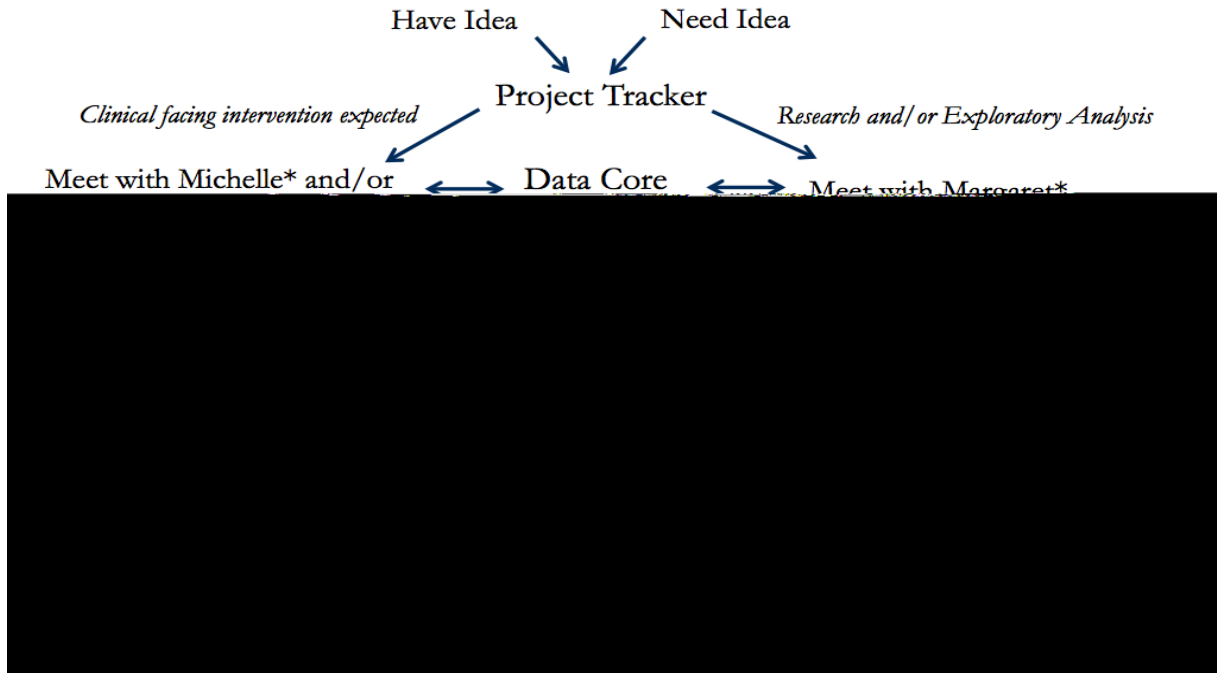 Have Idea
Need Idea
Project Tracker
Clinical facing intervention expected
Research and/or Exploratory Analysis
Meet with Michelle* and/or
Data Core
Meet with Margaret*